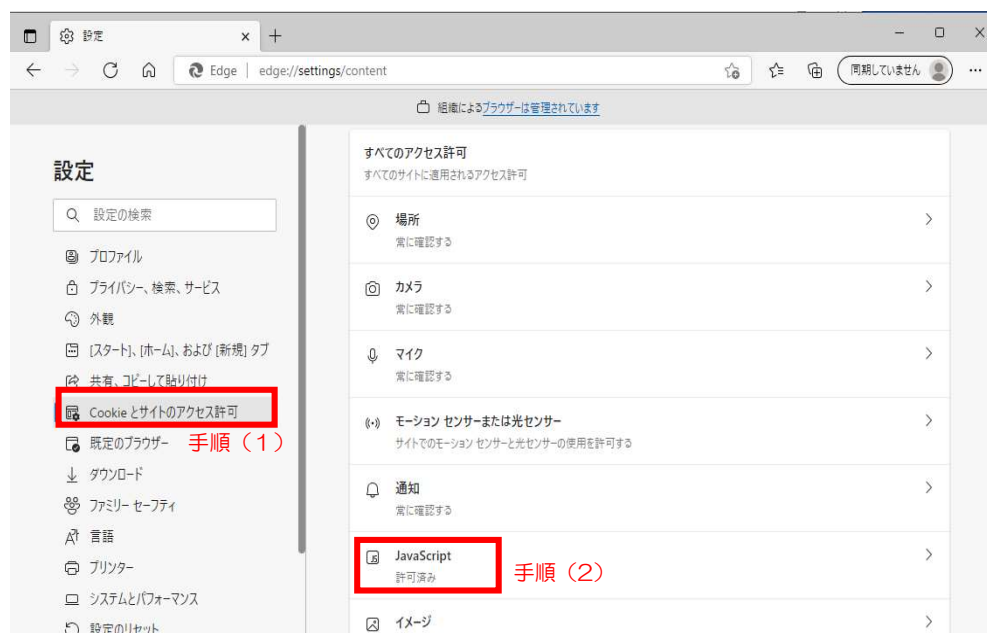 設定
Edge | edge://settings/content
同期していません
組織によるブラウザーは管理されています
設定
設定の検索
プロファイル
プライバシー、検索、サービス
外観
[スタート]、[ホーム]、および [新規] タブ
共有、コピーして貼り付け
Cookie とサイトのアクセス許可
手順（1）
既定のブラウザー
ダウンロード
ファミリー セーフティ
言語
プリンター
システムとパフォーマンス
設定のリセット
すべてのアクセス許可
すべてのサイトに適用されるアクセス許可
場所
常に確認する
カメラ
常に確認する
マイク
常に確認する
モーション センサーまたは光センサー
サイトでのモーション センサーと光センサーの使用を許可する
通知
常に確認する
JavaScript
許可済み
手順（2）
イメージ